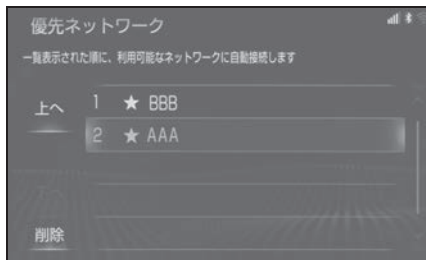 優先ネットワーク
一覧表示された順に、利用可能なネットワークに自動接続します
上へ
1 ★ BBB
2 ★ AAA
下へ
削除